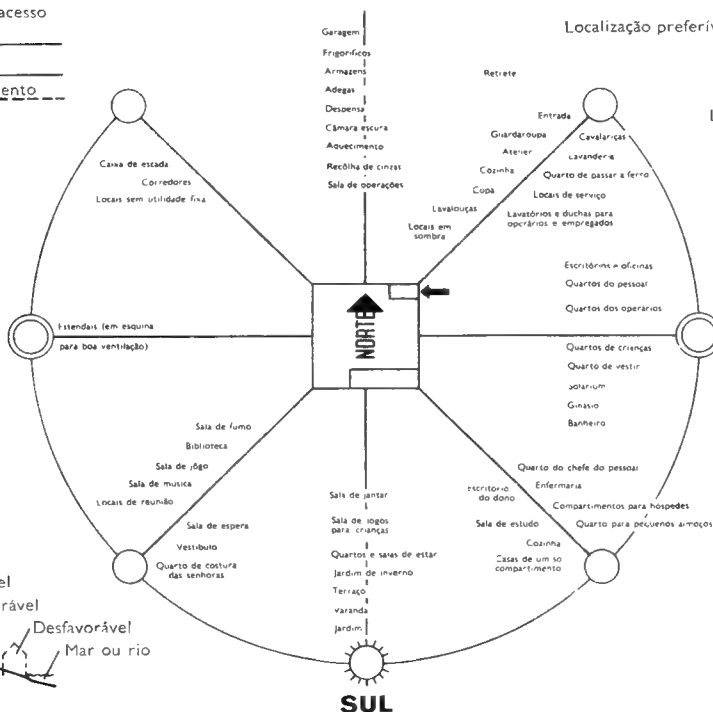 acesso
Localização preferív
ento
L
Garagem
Frigoríficos
Armazens
Adegas
Despensa
Câmara escura
Aquecimento
Recôlha de cinzas
Sala de operações
Retrete
Entrada
Guardaroupa
Atelier
Cozinha
Copa
Lavalouças
Locais em
sombra
Cavalariças
Lavanderia
Quarto de passar a ferro
Locais de serviço
Lavatórios e duchas para
operários e empregados
Caixa de escada
Corredores
Locais sem utilidade fixa
Escritórios e oficinas
Quartos do pessoal
Quartos dos operários
Estendais (em esquina
para boa ventilação)
NORTE
Quartos de crianças
Quarto de vestir
Solarium
Ginásio
Banheiro
Sala de fumo
Biblioteca
Sala de jôgo
Sala de musica
Locais de reunião
Sala de espera
Vestíbulo
Quarto de costura
das senhoras
Sala de jantar
Sala de jogos
para crianças
Quartos e salas de estar
Jardim de inverno
Terraço
Varanda
Jardim
Quarto do chefe do pessoal
Enfermaria
Escritório
do dono
Compartimentos para hóspedes
Sala de estudo
Quarto para pequenos almoços
Cozinha
Casas de um so
compartimento
el
rável
Desfavorável
Mar ou rio
SUL